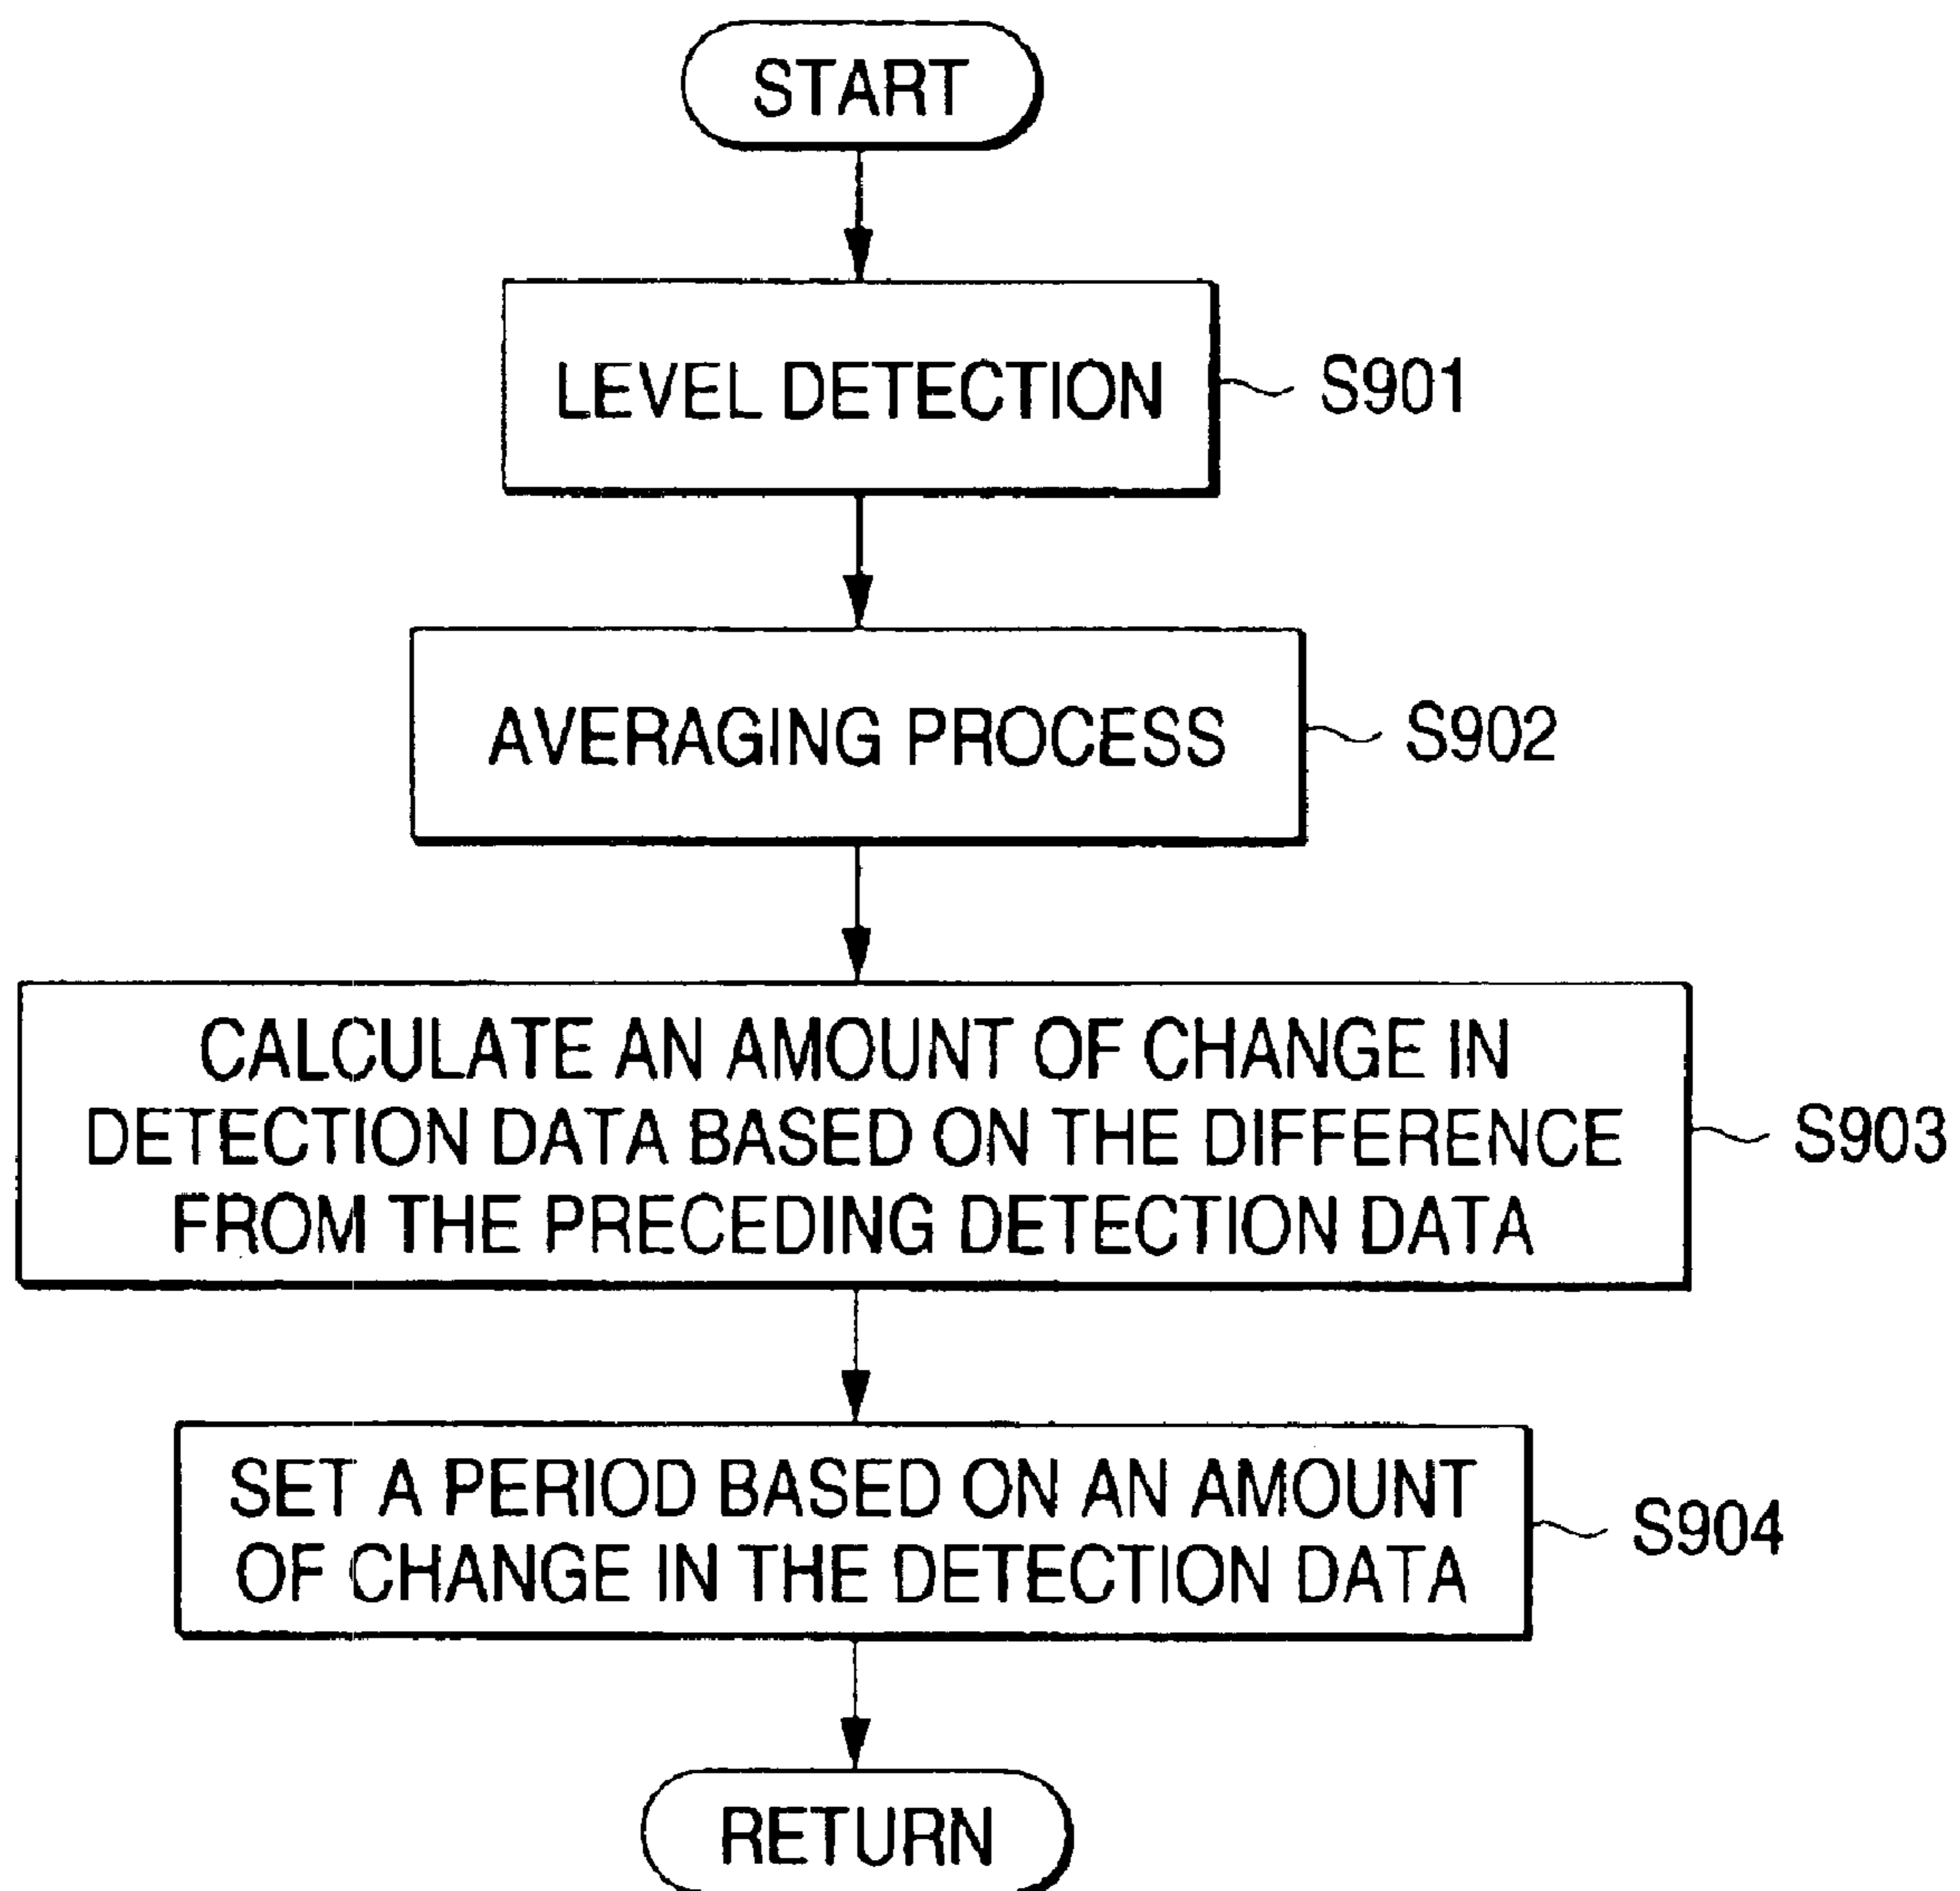 START
LEVEL DETECTION
S901
AVERAGING PROCESS
S902
CALCULATE AN AMOUNT OF CHANGE IN
DETECTION DATA BASED ON THE DIFFERENCE
FROM THE PRECEDING DETECTION DATA
S903
SET A PERIOD BASED ON AN AMOUNT
OF CHANGE IN THE DETECTION DATA
S904
RETURN